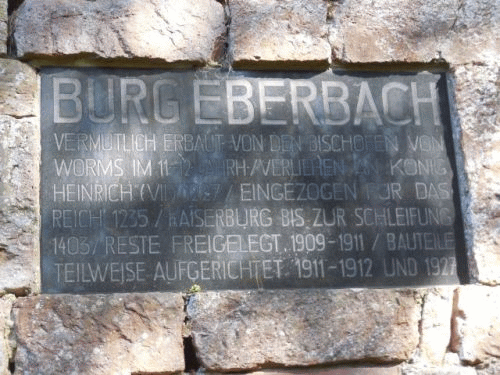 BURG EBERBACH
VERMUTLICH ERBAUT VON DEN BISCHÖFEN VON
WORMS IM 11-12 JAHRH·/VERLIEHEN AN KÖNIG
HEINRICH (VII) 1227 / EINGEZOGEN FÜR DAS
REICH 1235 / KAISERBURG BIS ZUR SCHLEIFUNG
1403 / RESTE FREIGELEGT 1909-1911 / BAUTEILE
TEILWEISE AUFGERICHTET 1911-1912 UND 1927